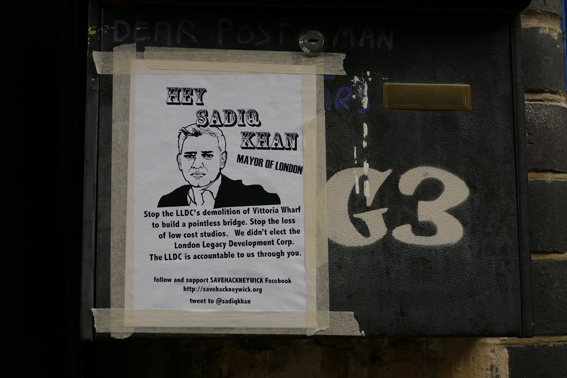 DEAR POST MAN
HEY
SADIQ
KHAN
MAYOR OF LONDON
Stop the LLDC's demolition of Vittoria Wharf
to build a pointless bridge. Stop the loss
of low cost studios. We didn't elect the
London Legacy Development Corp.
The LLDC is accountable to us through you.
follow and support SAVEHACKNEYWICK Facebook
http://savehackneywick.org
tweet to @sadiqkhan
G3